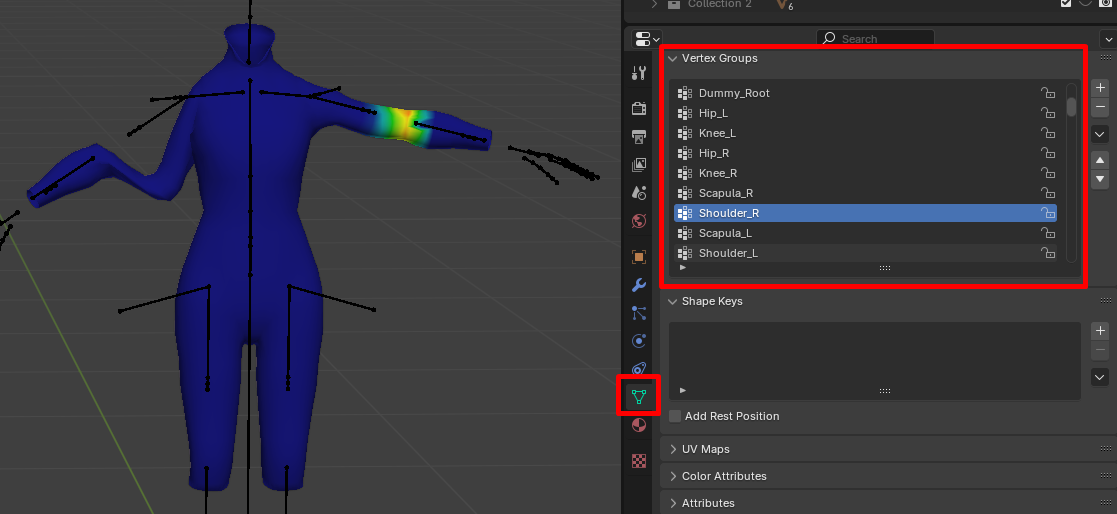 Collection 2
6
Search
Vertex Groups
Dummy_Root
Hip_L
Knee_L
Hip_R
Knee_R
Scapula_R
Shoulder_R
Scapula_L
Shoulder_L
Shape Keys
Add Rest Position
UV Maps
Color Attributes
Attributes